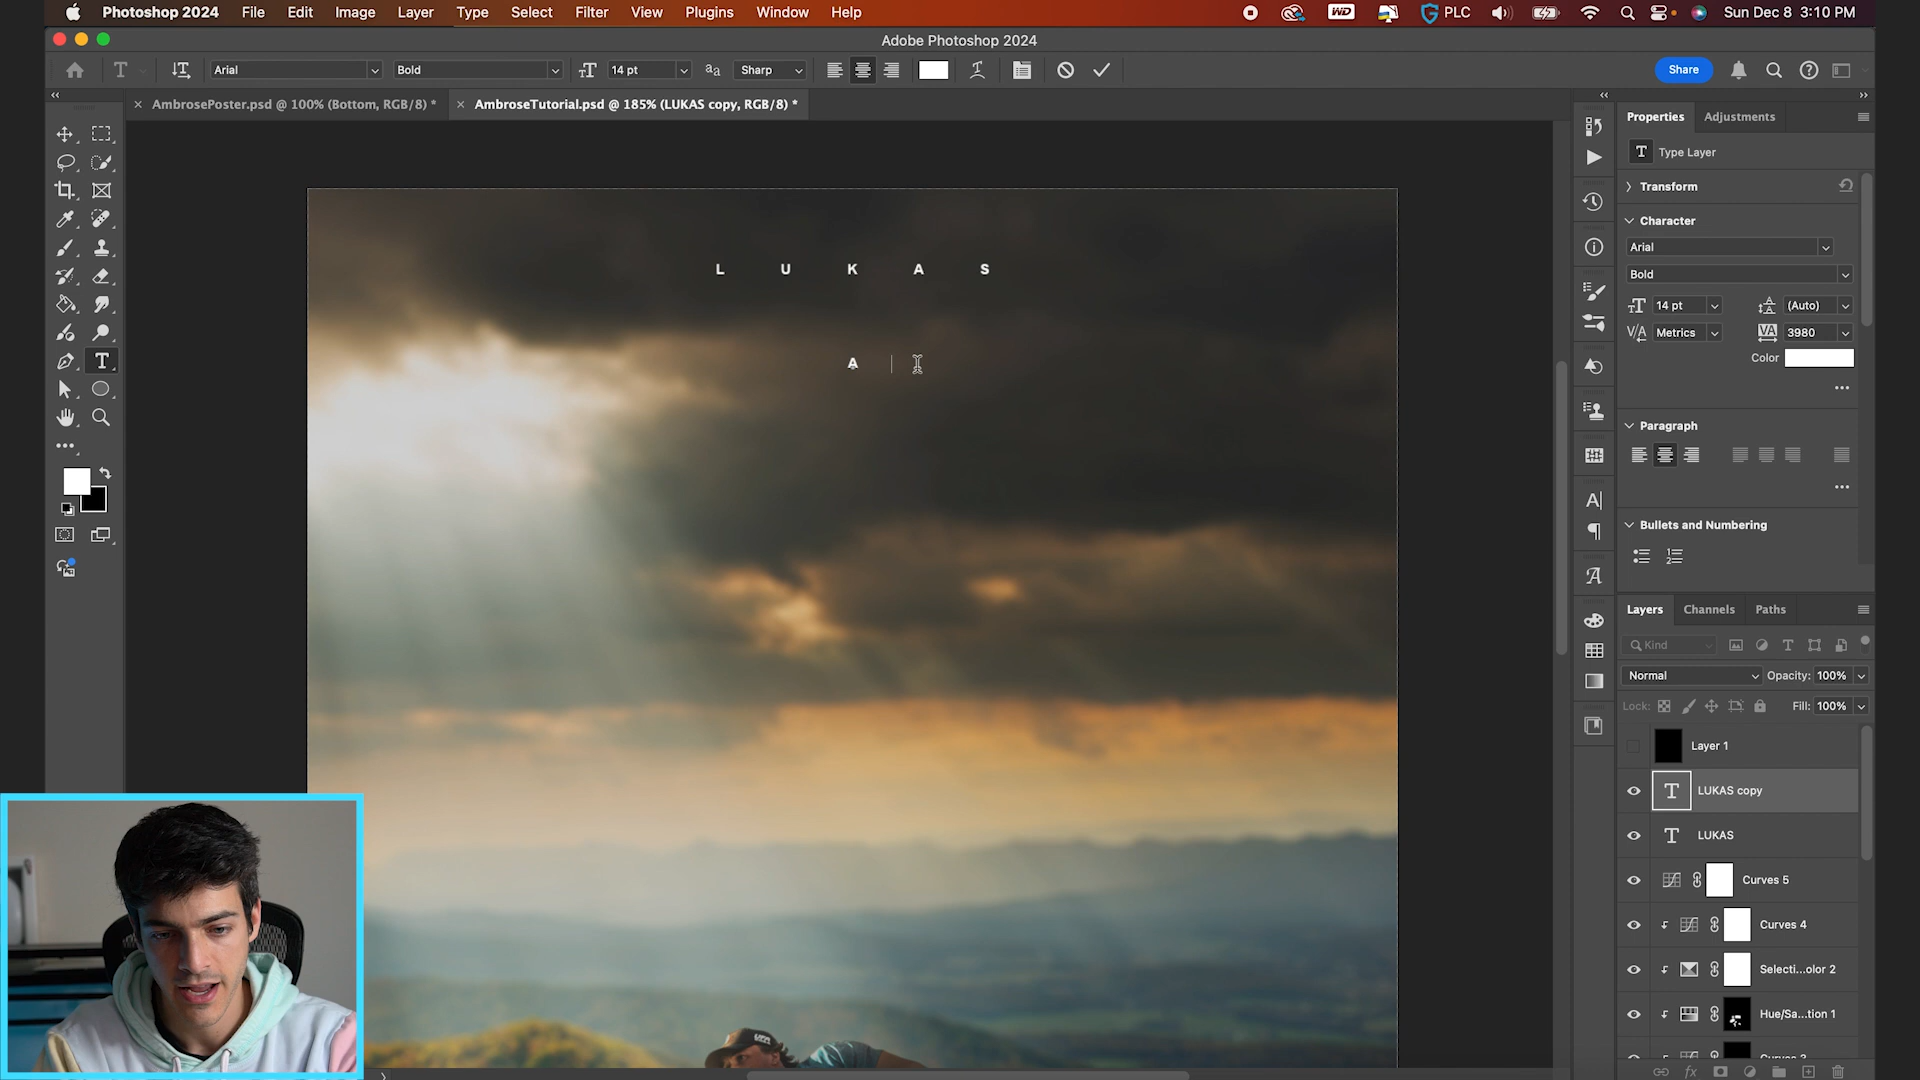 Photoshop 2024 File Edit Image Layer Type Select Filter View Plugins Window Help WD PLC Sun Dec 8 3:10 PM
Adobe Photoshop 2024
Arial Bold 14 pt aa Sharp Share
AmbrosePoster.psd @ 100% (Bottom, RGB/8) * AmbroseTutorial.psd @ 185% (LUKAS copy, RGB/8) *
Properties Adjustments
T Type Layer
Transform
Character
Arial
Bold
14 pt (Auto)
Metrics 3980
Color
Paragraph
Bullets and Numbering
L U K A S
A
Layers Channels Paths
Kind
Normal Opacity: 100%
Lock: Fill: 100%
Layer 1
T LUKAS copy
T LUKAS
Curves 5
Curves 4
Selecti...olor 2
Hue/Sa...tion 1
Curves 3